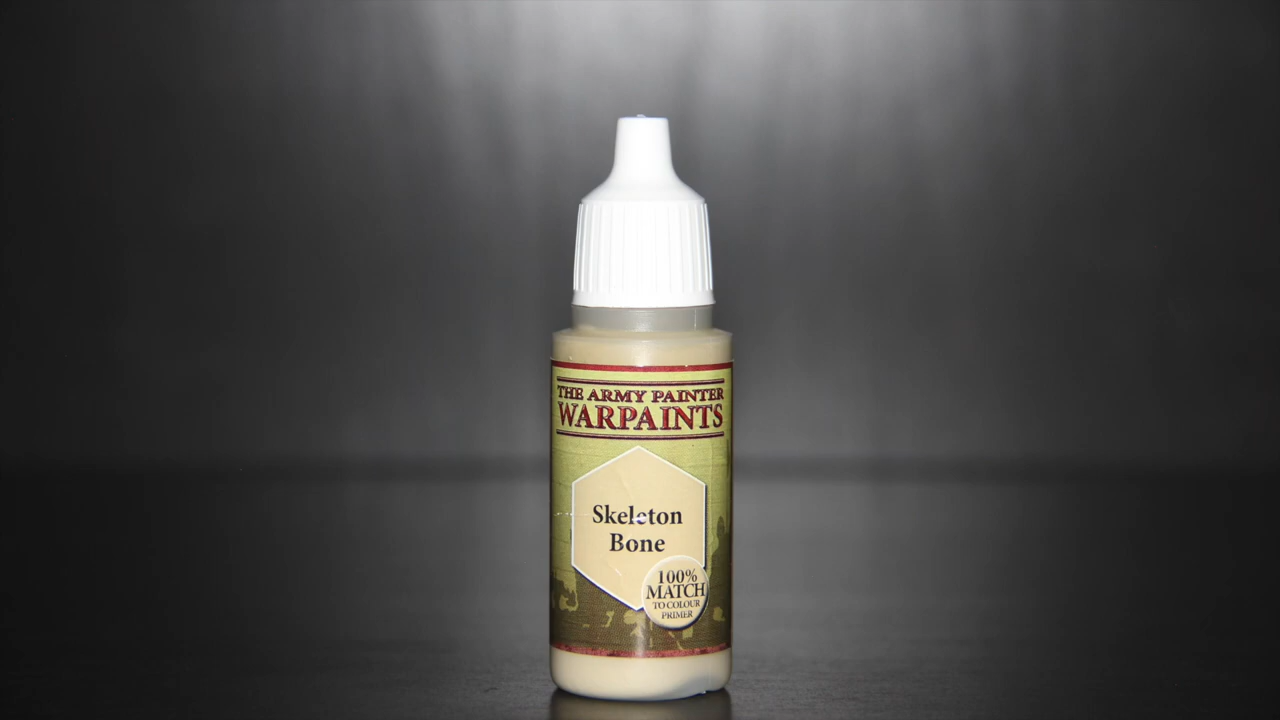 THE ARMY PAINTER
WARPAINTS
Skeleton
Bone
100%
MATCH
TO COLOUR
PRIMER